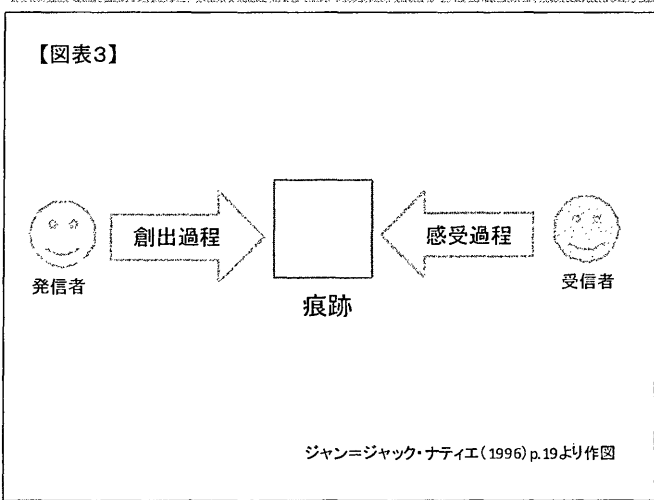 【図表3】
創出過程
感受過程
発信者
受信者
痕跡
ジャン＝ジャック・ナティエ(1996)p.19より作図